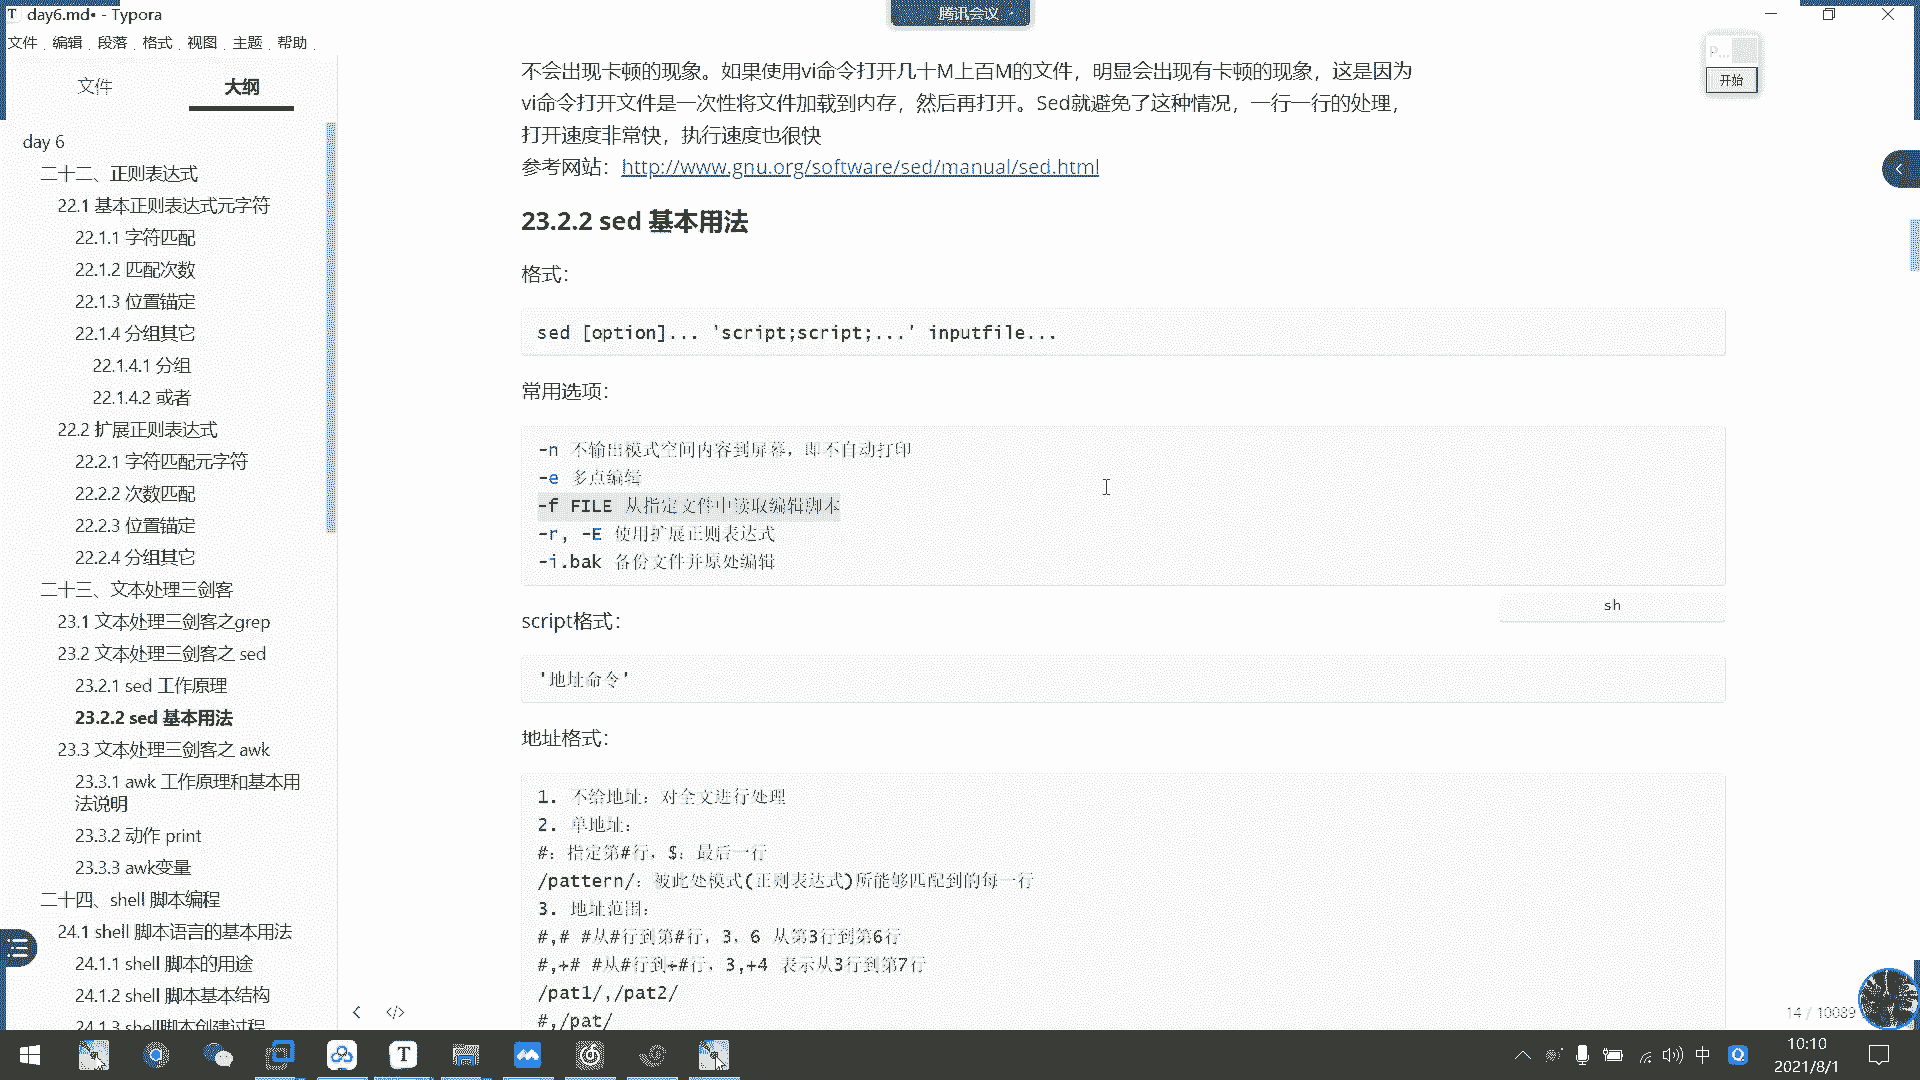 day6.md• - Typora
腾讯会议
文件 编辑 段落 格式 视图 主题 帮助
P...
开始
文件 大纲
day 6
二十二、正则表达式
22.1 基本正则表达式元字符
22.1.1 字符匹配
22.1.2 匹配次数
22.1.3 位置锚定
22.1.4 分组其它
22.1.4.1 分组
22.1.4.2 或者
22.2 扩展正则表达式
22.2.1 字符匹配元字符
22.2.2 次数匹配
22.2.3 位置锚定
22.2.4 分组其它
二十三、文本处理三剑客
23.1 文本处理三剑客之grep
23.2 文本处理三剑客之 sed
23.2.1 sed 工作原理
23.2.2 sed 基本用法
23.3 文本处理三剑客之 awk
23.3.1 awk 工作原理和基本用
法说明
23.3.2 动作 print
23.3.3 awk变量
二十四、shell 脚本编程
24.1 shell 脚本语言的基本用法
24.1.1 shell 脚本的用途
24.1.2 shell 脚本基本结构
24.1.3 shell脚本创建过程
不会出现卡顿的现象。如果使用vi命令打开几十M上百M的文件，明显会出现有卡顿的现象，这是因为
vi命令打开文件是一次性将文件加载到内存，然后再打开。Sed就避免了这种情况，一行一行的处理，
打开速度非常快，执行速度也很快
参考网站：http://www.gnu.org/software/sed/manual/sed.html
23.2.2 sed 基本用法
格式：
sed [option]... 'script;script;...' inputfile...
常用选项：
-n 不输出模式空间内容到屏幕，即不自动打印
-e 多点编辑
-f FILE 从指定文件中读取编辑脚本
-r, -E 使用扩展正则表达式
-i.bak 备份文件并原处编辑
sh
script格式：
'地址命令'
地址格式：
1. 不给地址：对全文进行处理
2. 单地址：
#：指定第#行，$：最后一行
/pattern/：被此处模式(正则表达式)所能够匹配到的每一行
3. 地址范围：
#,# #从#行到第#行，3，6 从第3行到第6行
#,+# #从#行到+#行，3,+4 表示从3行到第7行
/pat1/,/pat2/
#,/pat/
14 / 10089
中
10:10
2021/8/1